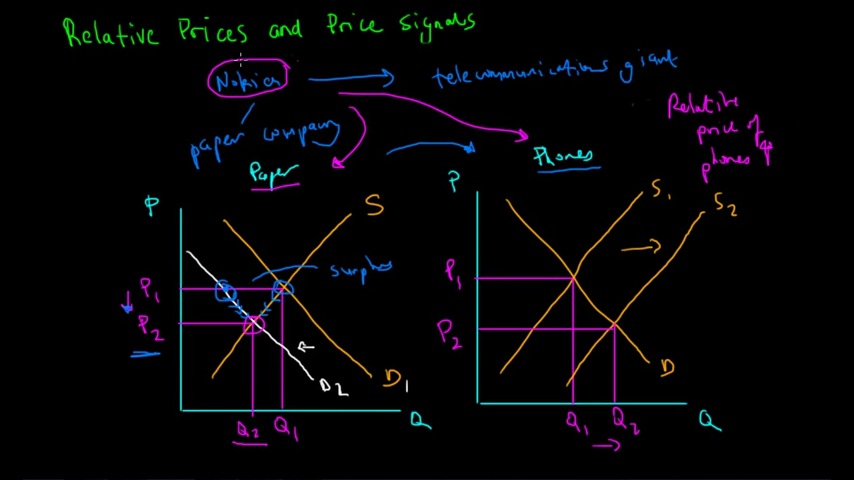 Relative Prices and Price Signals
Nokia
telecommunications giant
paper company
Relative
price of
phones ↑
Paper
Phones
P
S
P
S1
S2
surplus
P1
P2
P1
P2
D2
D1
D
Q2
Q1
Q
Q1
Q2
Q